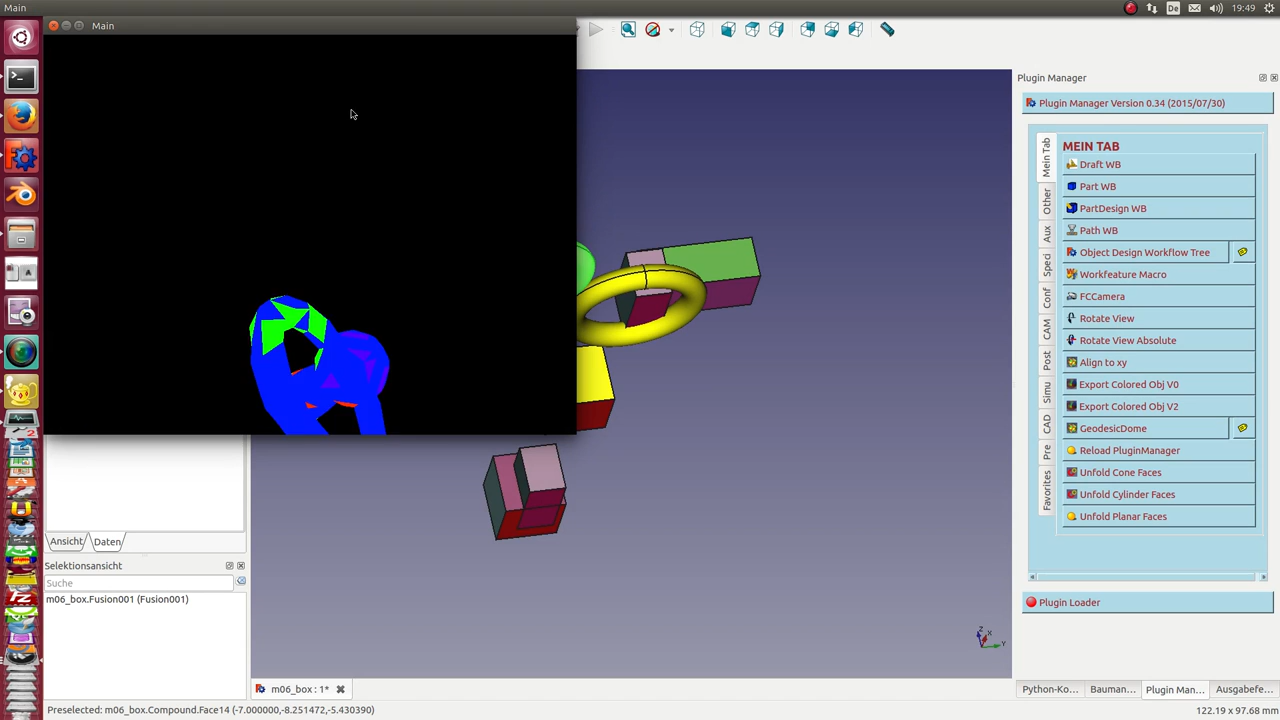 Main
De
19:49
Main
Plugin Manager
Plugin Manager Version 0.34 (2015/07/30)
MEIN TAB
Draft WB
Part WB
PartDesign WB
Path WB
Object Design Workflow Tree
Workfeature Macro
FCCamera
Rotate View
Rotate View Absolute
Align to xy
Export Colored Obj V0
Export Colored Obj V2
GeodesicDome
Reload PluginManager
Unfold Cone Faces
Unfold Cylinder Faces
Unfold Planar Faces
Mein Tab
Other
Aux
Speci
Conf
CAM
Post
Simu
CAD
Pre
Favorites
Plugin Loader
Ansicht
Daten
Selektionsansicht
Suche
m06_box.Fusion001 (Fusion001)
m06_box : 1*
Python-Ko...
Bauman...
Plugin Man...
Ausgabefe...
Preselected: m06_box.Compound.Face14 (-7.000000,-8.251472,-5.430390)
122.19 x 97.68 mm